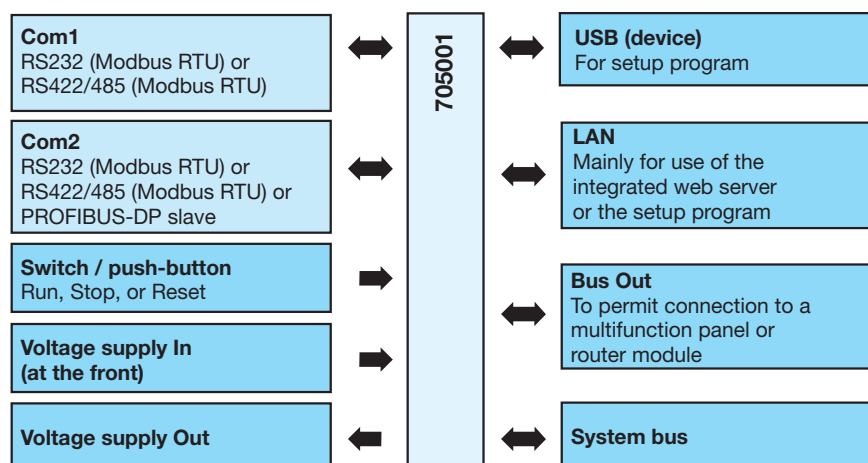 Com1
RS232 (Modbus RTU) or
RS422/485 (Modbus RTU)
Com2
RS232 (Modbus RTU) or
RS422/485 (Modbus RTU) or
PROFIBUS-DP slave
Switch / push-button
Run, Stop, or Reset
Voltage supply In
(at the front)
Voltage supply Out
705001
USB (device)
For setup program
LAN
Mainly for use of the
integrated web server
or the setup program
Bus Out
To permit connection to a
multifunction panel or
router module
System bus